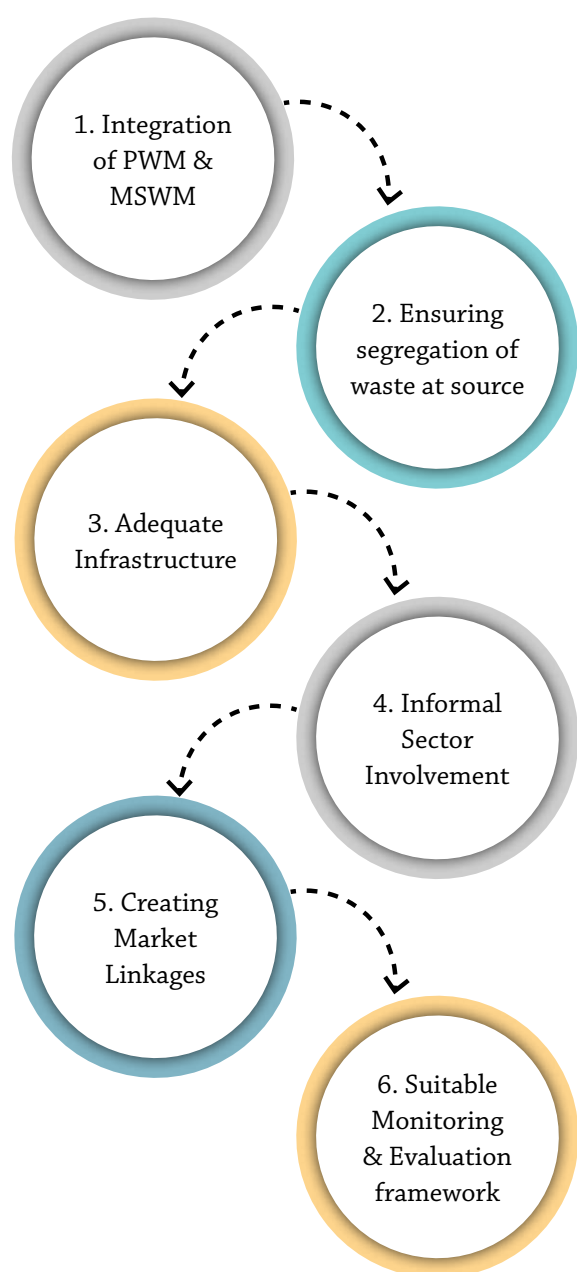 1. Integration
of PWM &
MSWM
2. Ensuring
segregation of
waste at source
3. Adequate
Infrastructure
4. Informal
Sector
Involvement
5. Creating
Market
Linkages
6. Suitable
Monitoring
& Evaluation
framework